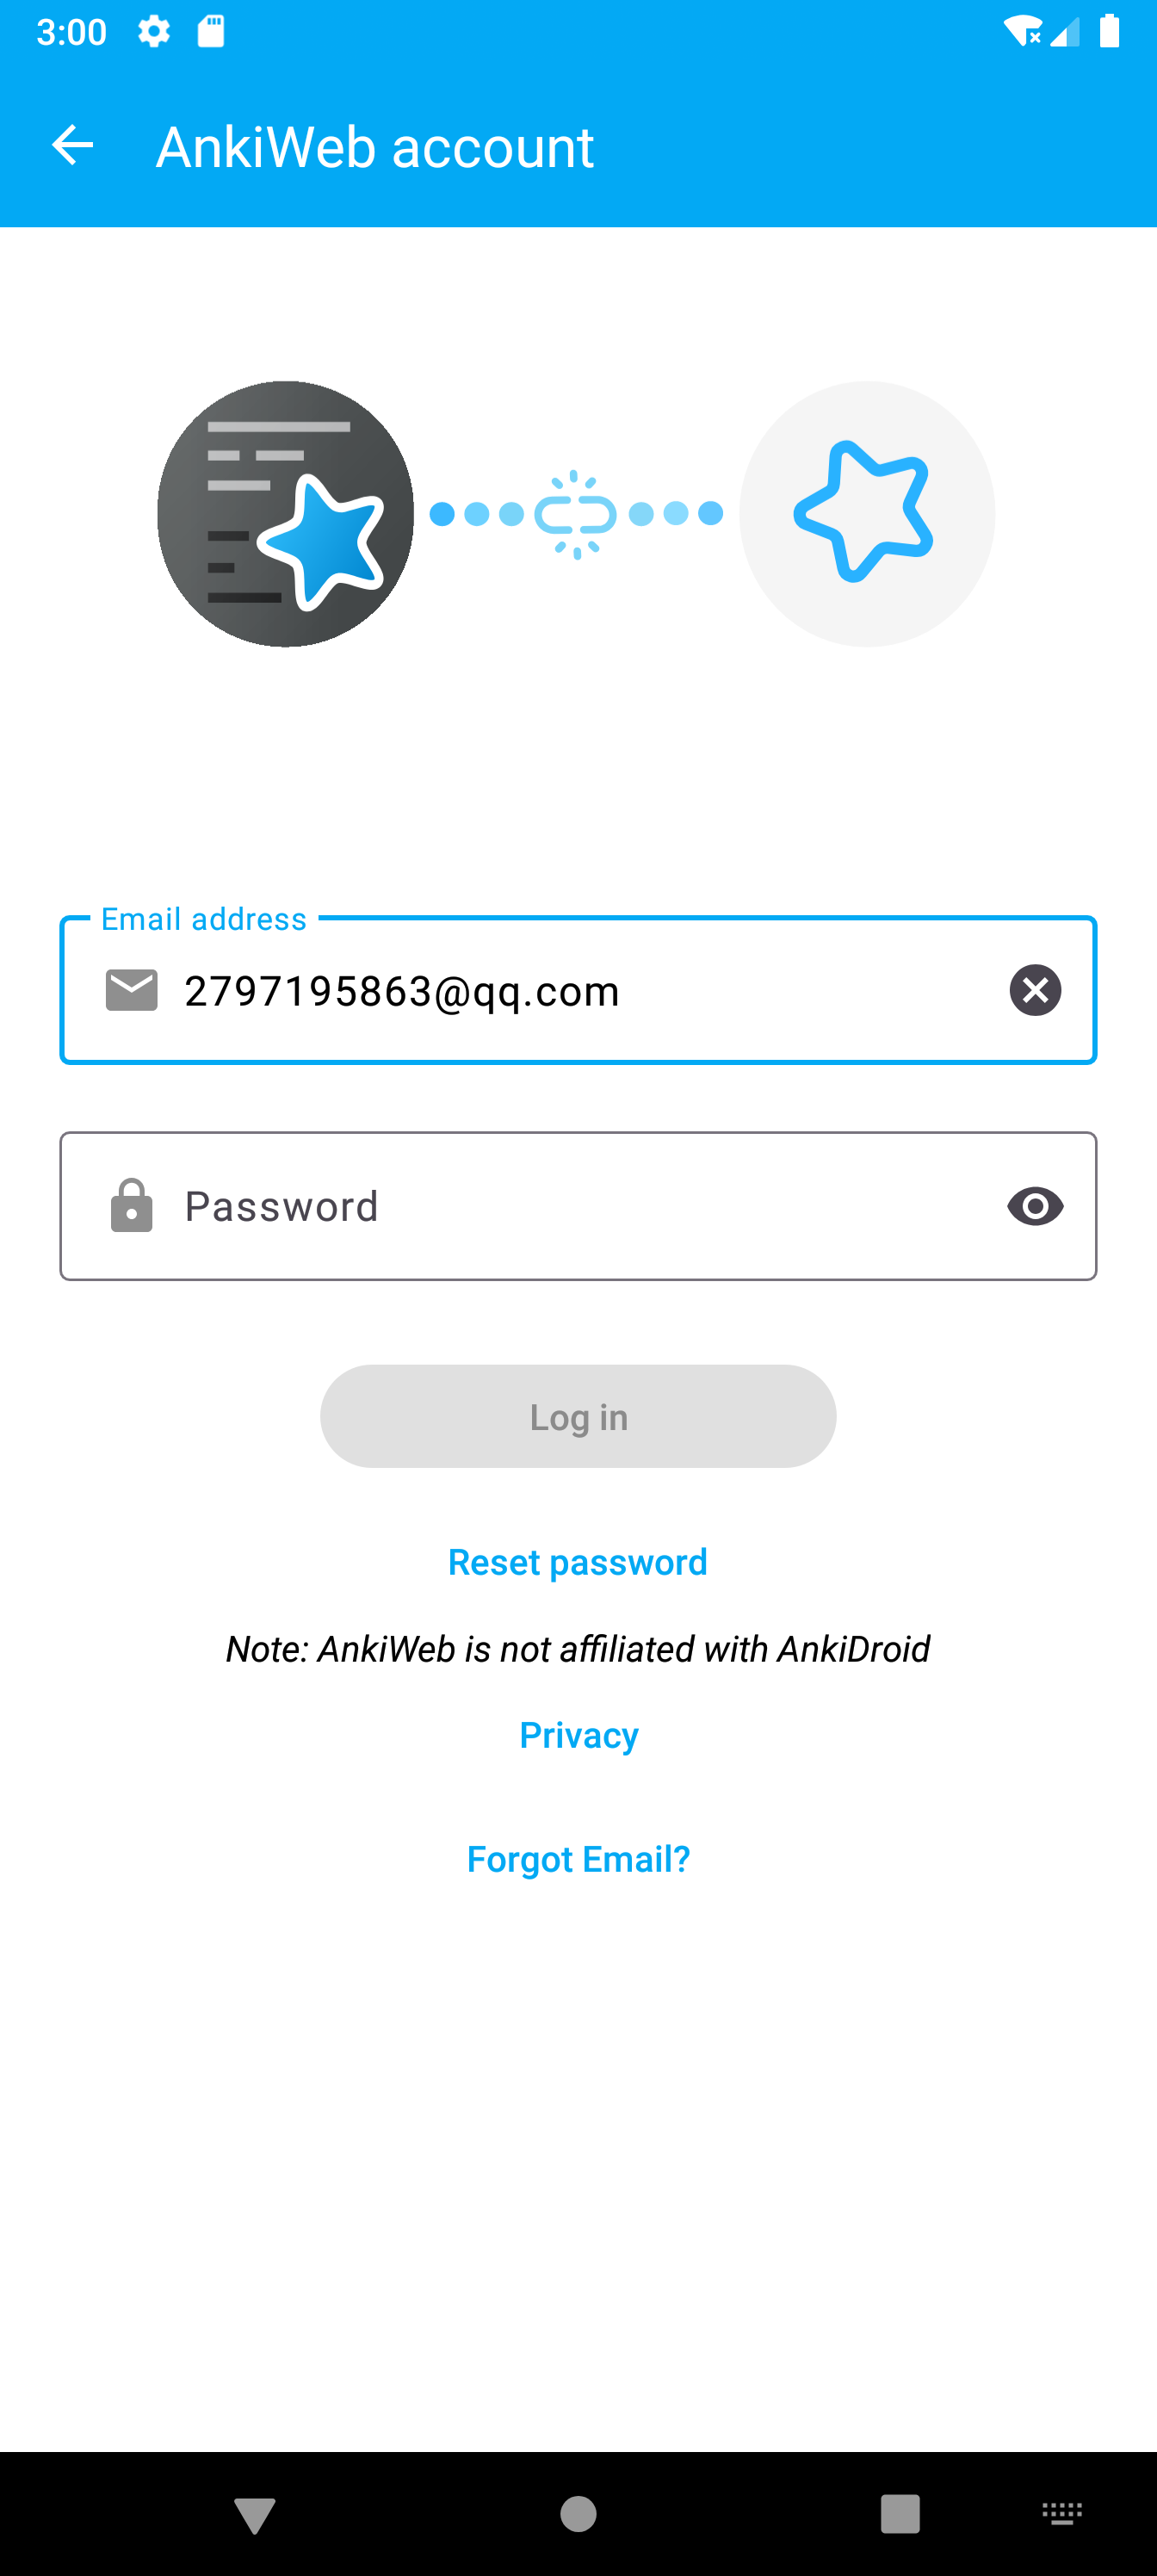 3:00
AnkiWeb account
Email address
2797195863@qq.com
Password
Log in
Reset password
Note: AnkiWeb is not affiliated with AnkiDroid
Privacy
Forgot Email?